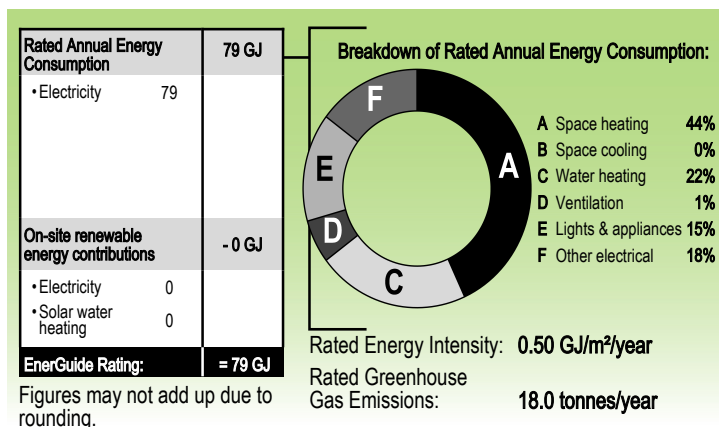 Rated Annual Energy Consumption 79 GJ
• Electricity 79
On-site renewable energy contributions - 0 GJ
• Electricity 0
• Solar water heating 0
EnerGuide Rating: = 79 GJ
Figures may not add up due to
rounding.
Breakdown of Rated Annual Energy Consumption:
A
B
C
D
E
F
A Space heating 44%
B Space cooling 0%
C Water heating 22%
D Ventilation 1%
E Lights & appliances 15%
F Other electrical 18%
Rated Energy Intensity: 0.50 GJ/m²/year
Rated Greenhouse
Gas Emissions: 18.0 tonnes/year